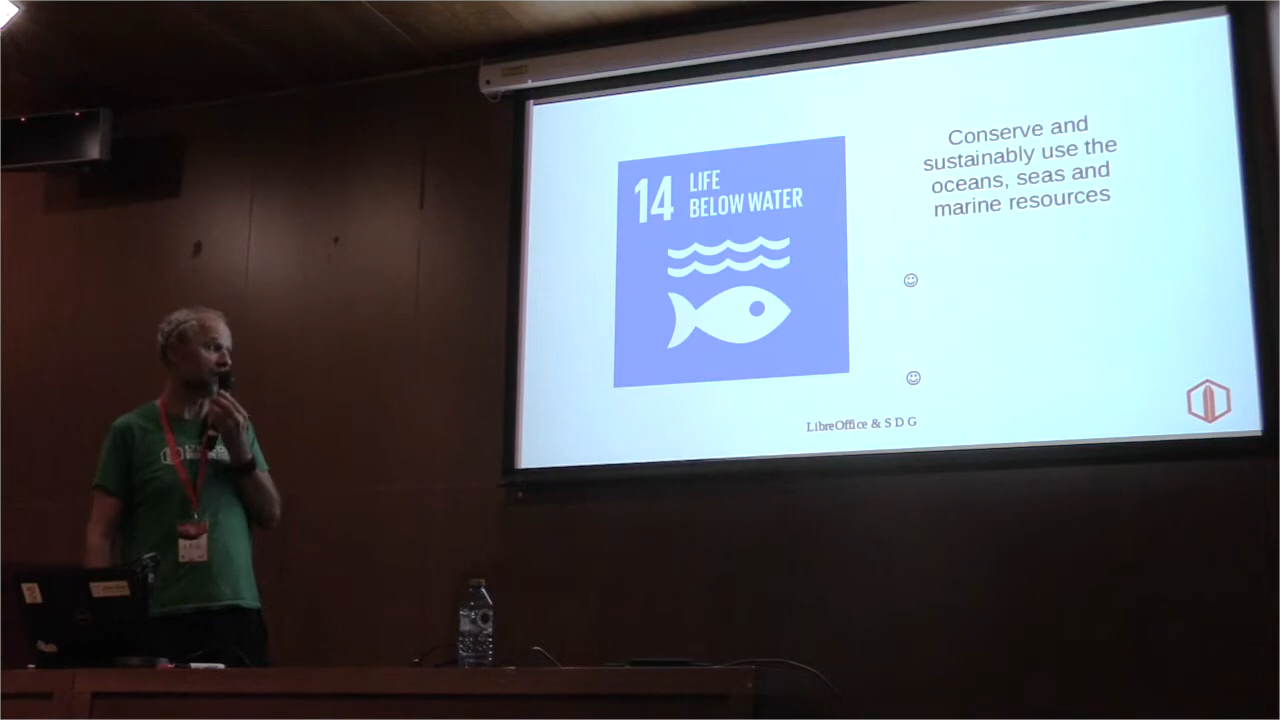 14
LIFE
BELOW WATER
Conserve and
sustainably use the
oceans, seas and
marine resources
LibreOffice & S D G